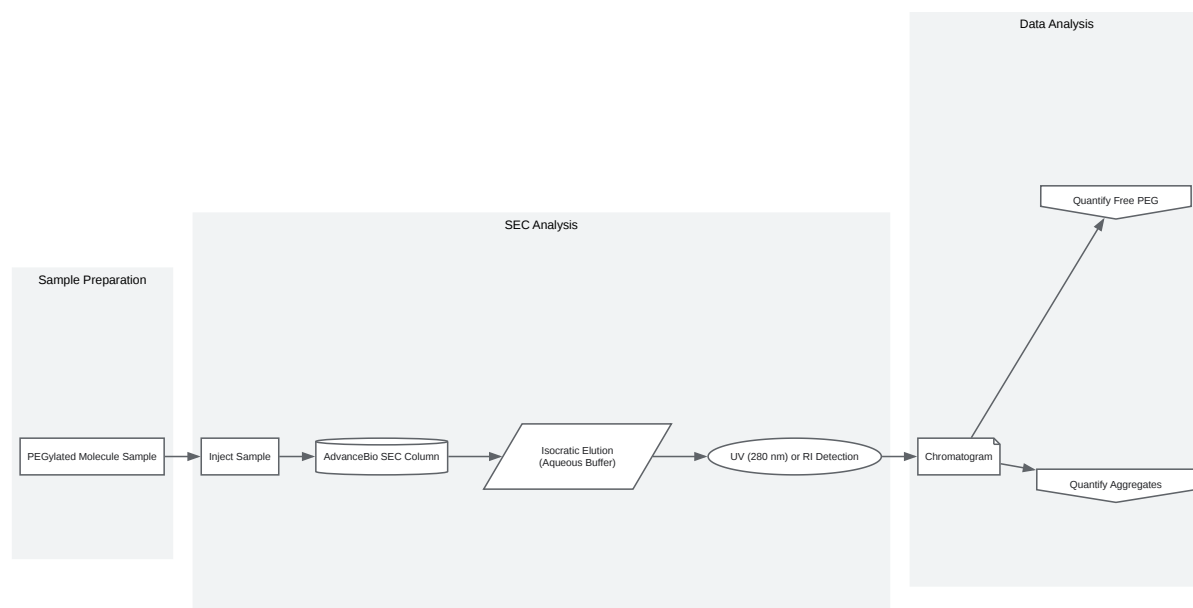 Data Analysis
Quantify Free PEG
SEC Analysis
Sample Preparation
PEGylated Molecule Sample
Inject Sample
AdvanceBio SEC Column
Isocratic Elution
(Aqueous Buffer)
UV (280 nm) or RI Detection
Chromatogram
Quantify Aggregates